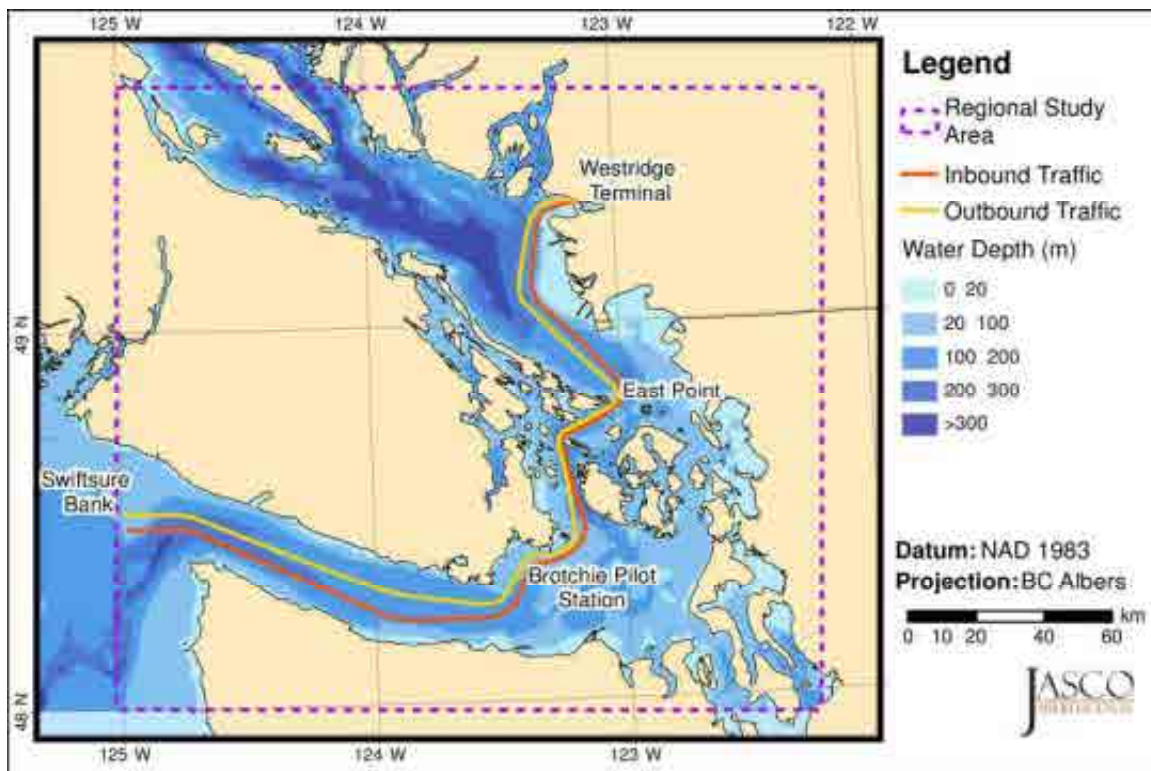 125 W
124 W
123 W
122 W
Westridge
Terminal
49 N
East Point
Swiftsure
Bank
Brotchie Pilot
Station
48 N
125 W
124 W
123 W
Legend
Regional Study
Area
Inbound Traffic
Outbound Traffic
Water Depth (m)
0 20
20 100
100 200
200 300
>300
Datum: NAD 1983
Projection: BC Albers
km
0 10 20 40 60
JASCO